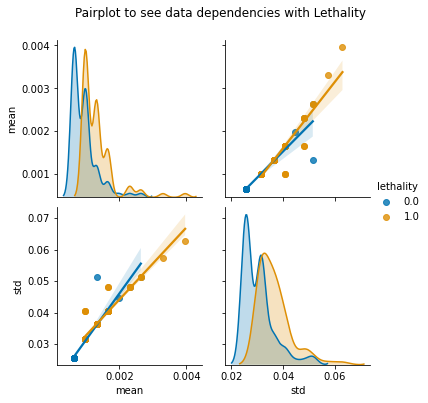 Pairplot to see data dependencies with Lethality
0.004
0.003
0.002
0.001
mean
lethality
0.0
1.0
0.07
0.06
0.05
0.04
0.03
std
0.002
0.004
mean
0.02
0.04
0.06
std